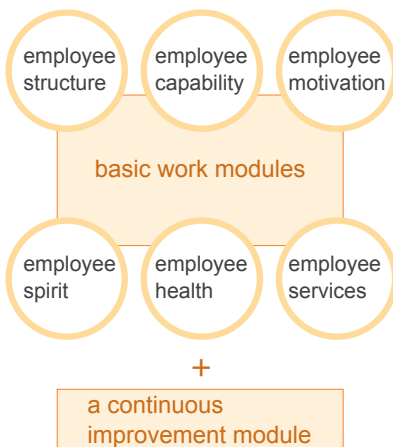 employee
structure
employee
capability
employee
motivation
basic work modules
employee
spirit
employee
health
employee
services
+
a continuous
improvement module